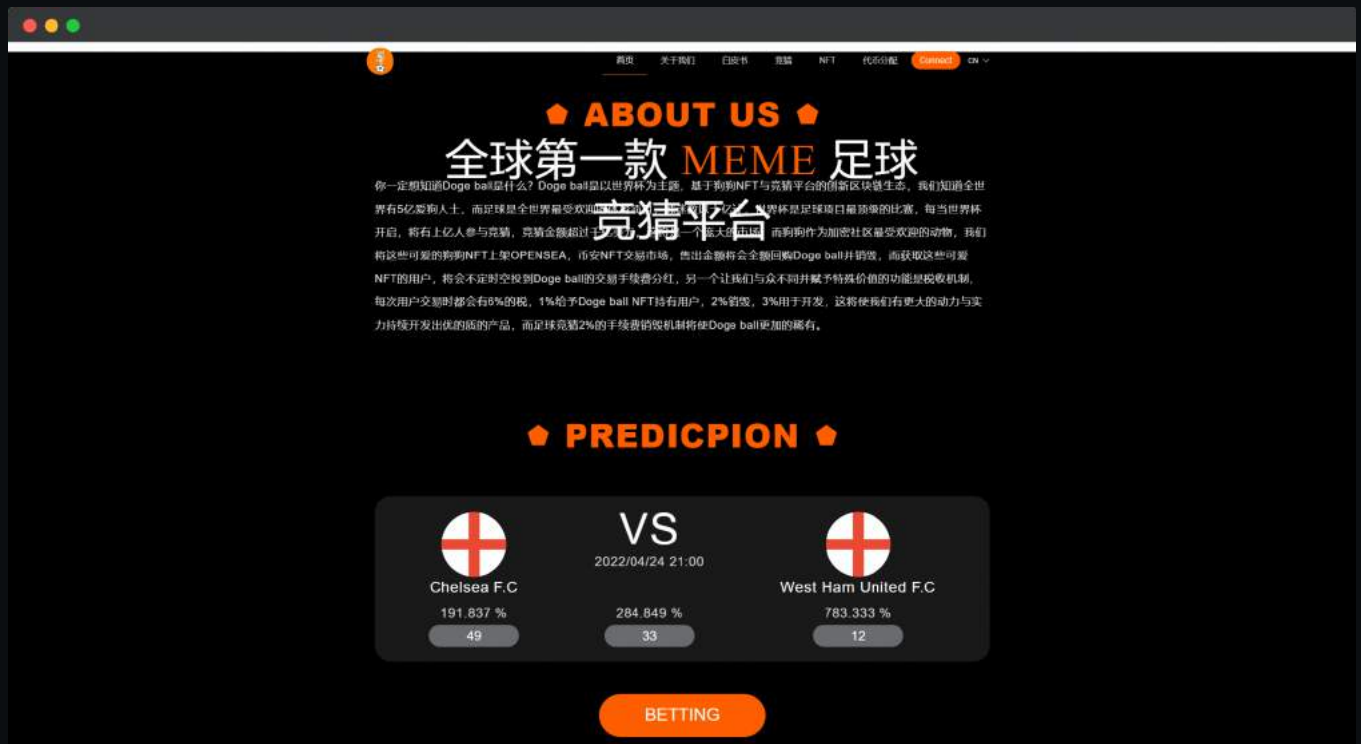 首页 关于我们 白皮书 竞猜 NFT 代币分配 Connect CN
ABOUT US
全球第一款 MEME 足球
竞猜平台
你一定想知道Doge ball是什么?Doge ball是以世界杯为主题,基于狗狗NFT与竞猜平台的创新区块链生态,我们知道全世
界有5亿爱狗人士,而足球是全世界最受欢迎 世界杯是足球项目最顶级的比赛,每当世界杯
开启,将有上亿人参与竞猜,竞猜金额超过千 一个庞大的市场,而狗狗作为加密社区最受欢迎的动物,我们
将这些可爱的狗狗NFT上架OPENSEA,币安NFT交易市场,售出金额将会全额回购Doge ball并销毁,而获取这些可爱
NFT的用户,将会不定时空投到Doge ball的交易手续费分红,另一个让我们与众不同并赋予特殊价值的功能是税收机制,
每次用户交易时都会有6%的税,1%给予Doge ball NFT持有用户,2%销毁,3%用于开发,这将使我们有更大的动力与实
力持续开发出优的质的产品,而足球竞猜2%的手续费销毁机制将使Doge ball更加的稀有。
PREDICPION
VS
2022/04/24 21:00
Chelsea F.C West Ham United F.C
191.837 % 284.849 % 783.333 %
49 33 12
BETTING